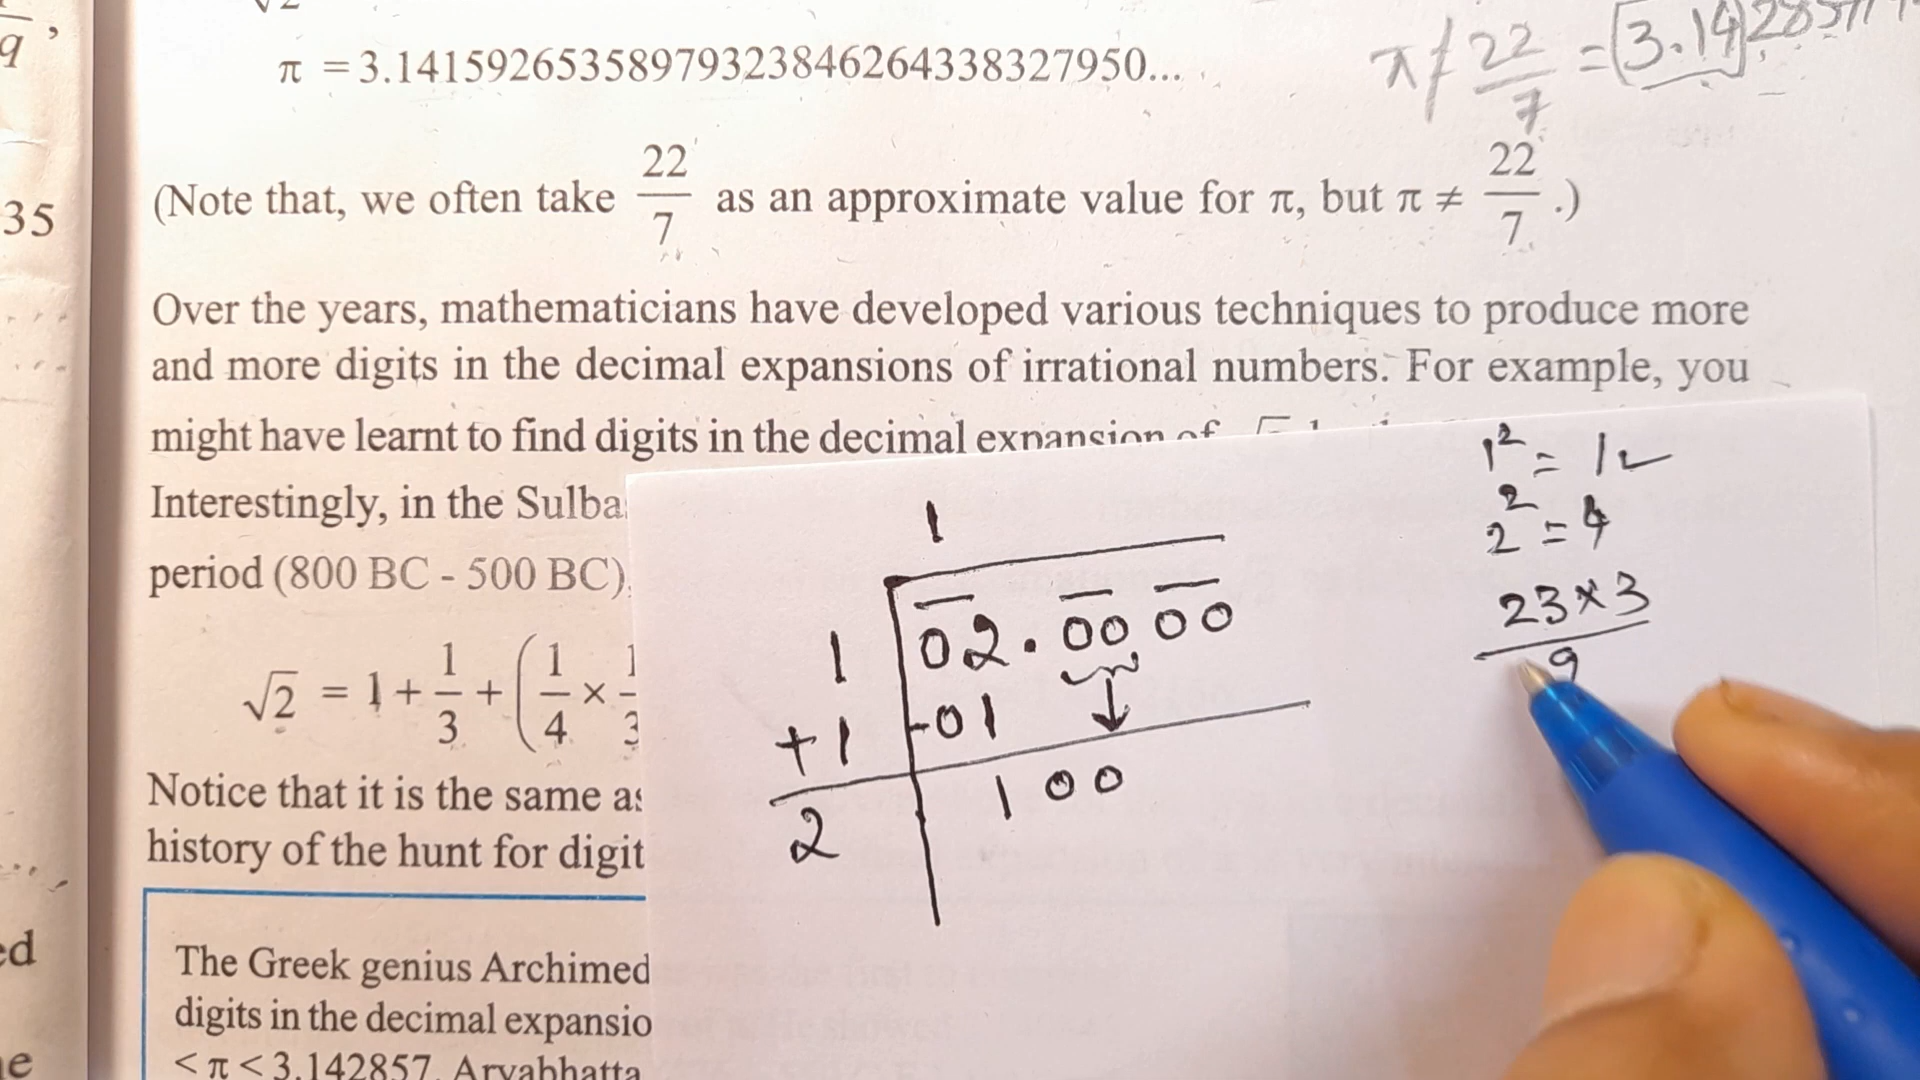 q ,
π = 3.1415926535897932384626433832​7950...
π ≠ 22/7 = 3.14
35
(Note that, we often take 22/7 as an approximate value for π, but π ≠ 22/7 .)
Over the years, mathematicians have developed various techniques to produce more
and more digits in the decimal expansions of irrational numbers. For example, you
might have learnt to find digits in the decimal expansion of
Interestingly, in the Sulba
period (800 BC - 500 BC)
√2 = 1 + 1/3 + ( 1/4 ×
Notice that it is the same as
history of the hunt for digit
The Greek genius Archimed
digits in the decimal expansio
< π < 3.142857. Aryabhatta
1
1 02.00 00
+1 -01
2 100
1² = 1
2² = 4
23×3
9